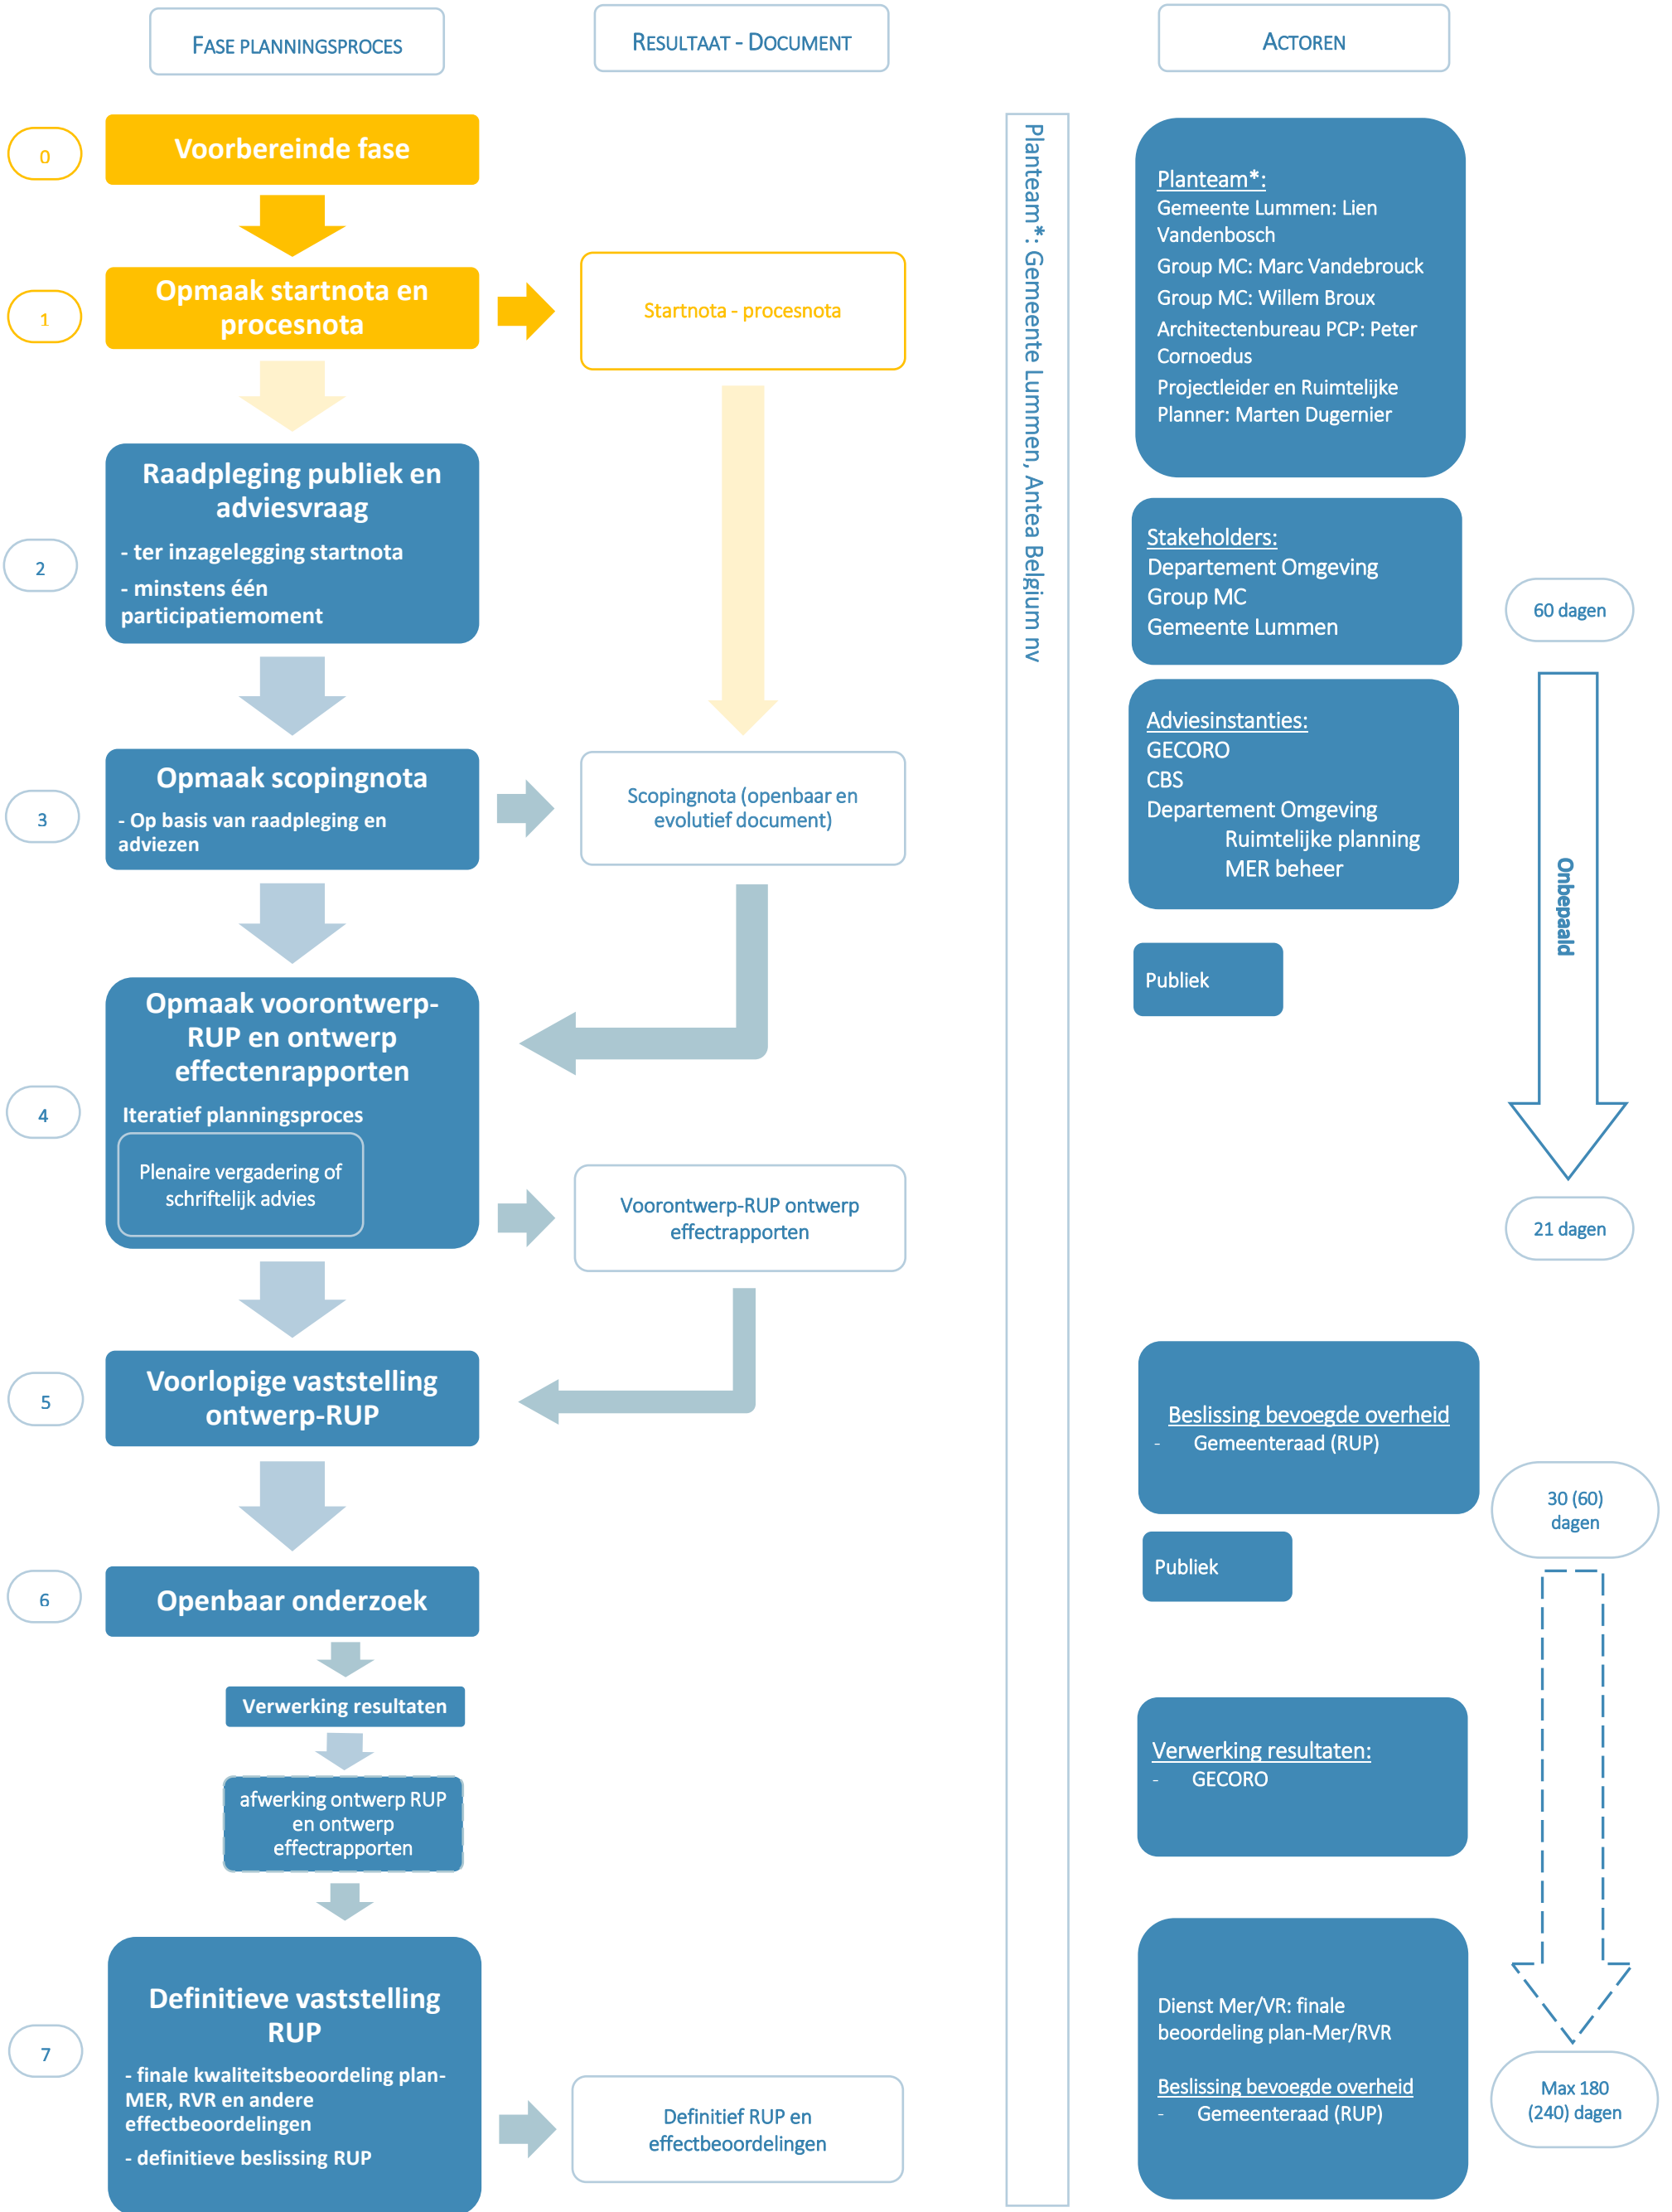 FASE PLANNINGSPROCES
RESULTAAT - DOCUMENT
ACTOREN
0
Voorbereinde fase
1
Opmaak startnota en
procesnota
Startnota - procesnota
2
Raadpleging publiek en
adviesvraag
- ter inzagelegging startnota
- minstens één
participatiemoment
3
Opmaak scopingnota
- Op basis van raadpleging en
adviezen
Scopingnota (openbaar en
evolutief document)
4
Opmaak voorontwerp-
RUP en ontwerp
effectenrapporten
Iteratief planningsproces
Plenaire vergadering of
schriftelijk advies
Voorontwerp-RUP ontwerp
effectrapporten
5
Voorlopige vaststelling
ontwerp-RUP
6
Openbaar onderzoek
Verwerking resultaten
afwerking ontwerp RUP
en ontwerp
effectrapporten
7
Definitieve vaststelling
RUP
- finale kwaliteitsbeoordeling plan-
MER, RVR en andere
effectbeoordelingen
- definitieve beslissing RUP
Definitief RUP en
effectbeoordelingen
Planteam*: Gemeente Lummen, Antea Belgium nv
Planteam*:
Gemeente Lummen: Lien
Vandenbosch
Group MC: Marc Vandebrouck
Group MC: Willem Broux
Architectenbureau PCP: Peter
Cornoedus
Projectleider en Ruimtelijke
Planner: Marten Dugernier
Stakeholders:
Departement Omgeving
Group MC
Gemeente Lummen
60 dagen
Adviesinstanties:
GECORO
CBS
Departement Omgeving
Ruimtelijke planning
MER beheer
Onbepaald
Publiek
21 dagen
Beslissing bevoegde overheid
- Gemeenteraad (RUP)
30 (60)
dagen
Publiek
Verwerking resultaten:
- GECORO
Dienst Mer/VR: finale
beoordeling plan-Mer/RVR
Beslissing bevoegde overheid
- Gemeenteraad (RUP)
Max 180
(240) dagen